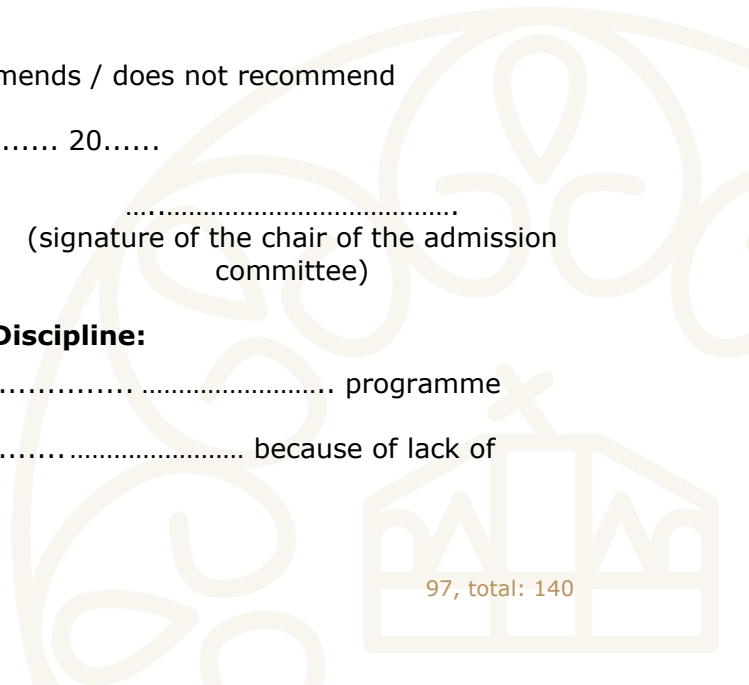 mends / does not recommend
...... 20......
.............................................
(signature of the chair of the admission
committee)
Discipline:
.............. .......................... programme
....... ........................ because of lack of
97, total: 140